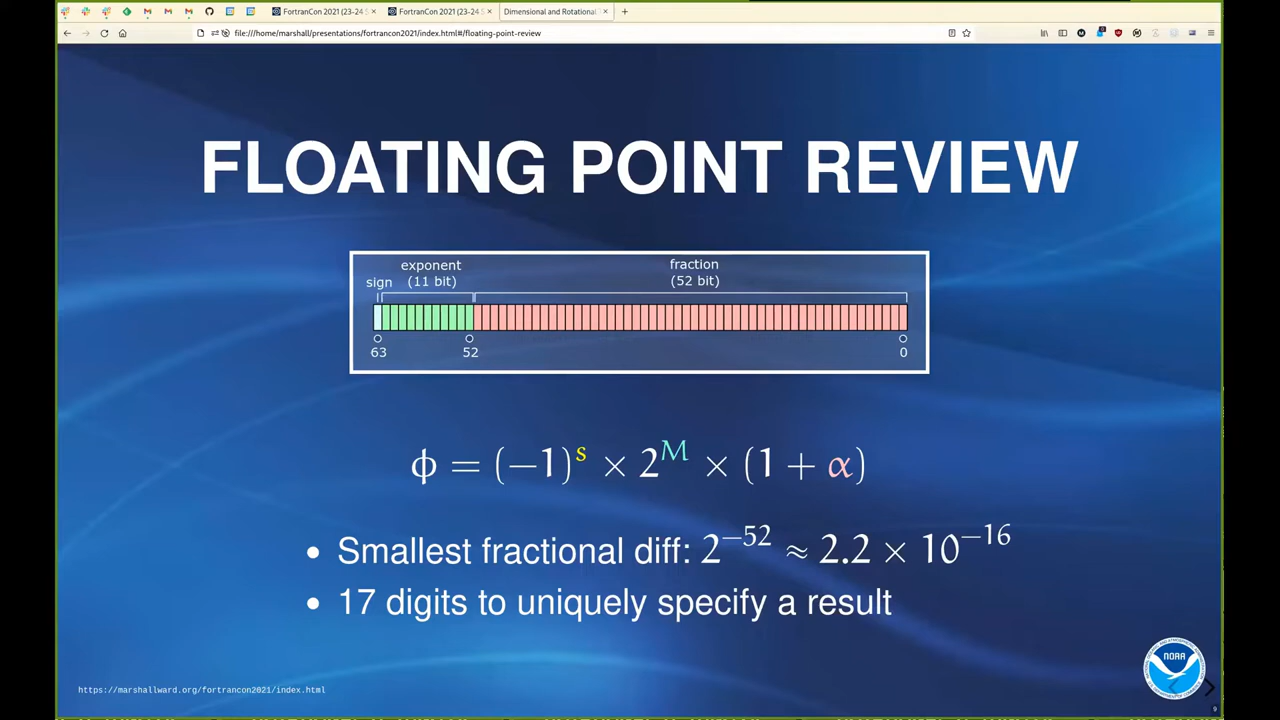 FortranCon 2021 (23-24 S
FortranCon 2021 (23-24 S
Dimensional and Rotational
file:///home/marshall/presentations/fortrancon2021/index.html#/floating-point-review
FLOATING POINT REVIEW
sign
exponent
(11 bit)
fraction
(52 bit)
63
52
0
ϕ = (−1)^s × 2^M × (1 + α)
• Smallest fractional diff: 2^−52 ≈ 2.2 × 10^−16
• 17 digits to uniquely specify a result
NOAA
https://marshallward.org/fortrancon2021/index.html
9